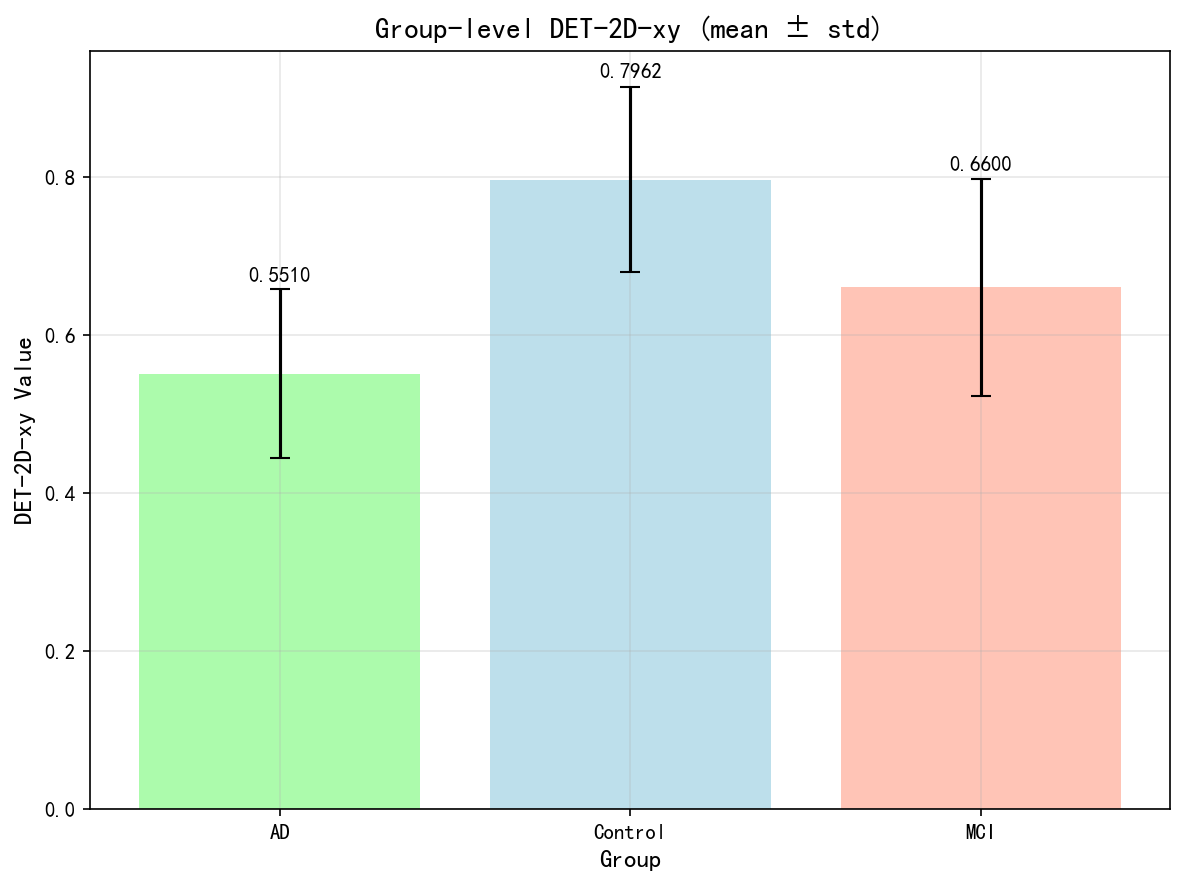 Group-level DET-2D-xy (mean ± std)
0.7962
0.6600
0.5510
DET-2D-xy Value
0.8
0.6
0.4
0.2
0.0
AD
Control
MCI
Group